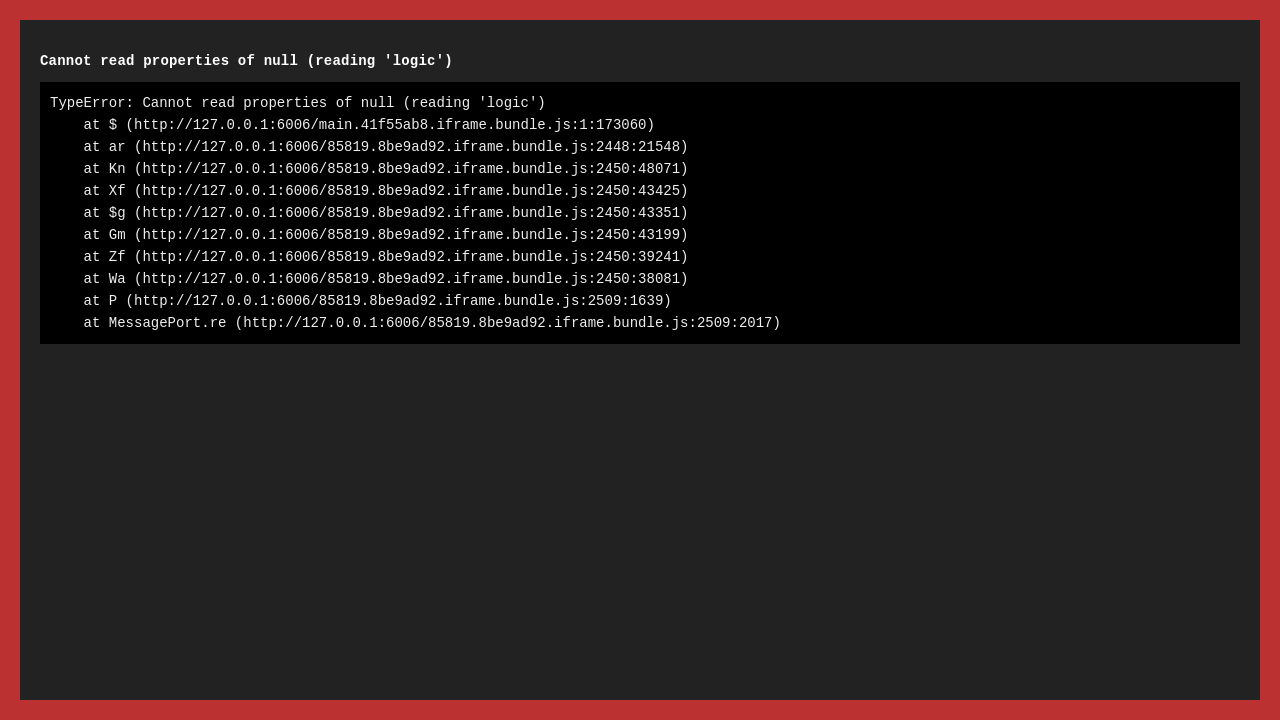 Cannot read properties of null (reading 'logic')
TypeError: Cannot read properties of null (reading 'logic')
    at $ (http://127.0.0.1:6006/main.41f55ab8.iframe.bundle.js:1:173060)
    at ar (http://127.0.0.1:6006/85819.8be9ad92.iframe.bundle.js:2448:21548)
    at Kn (http://127.0.0.1:6006/85819.8be9ad92.iframe.bundle.js:2450:48071)
    at Xf (http://127.0.0.1:6006/85819.8be9ad92.iframe.bundle.js:2450:43425)
    at $g (http://127.0.0.1:6006/85819.8be9ad92.iframe.bundle.js:2450:43351)
    at Gm (http://127.0.0.1:6006/85819.8be9ad92.iframe.bundle.js:2450:43199)
    at Zf (http://127.0.0.1:6006/85819.8be9ad92.iframe.bundle.js:2450:39241)
    at Wa (http://127.0.0.1:6006/85819.8be9ad92.iframe.bundle.js:2450:38081)
    at P (http://127.0.0.1:6006/85819.8be9ad92.iframe.bundle.js:2509:1639)
    at MessagePort.re (http://127.0.0.1:6006/85819.8be9ad92.iframe.bundle.js:2509:2017)